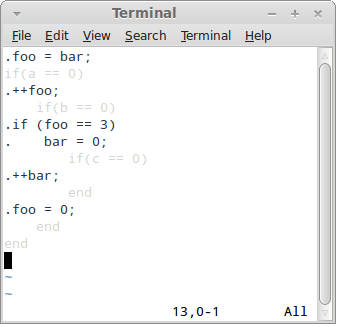 Terminal
File Edit View Search Terminal Help
.foo = bar;
if(a == 0)
.++foo;
    if(b == 0)
.if (foo == 3)
.    bar = 0;
        if(c == 0)
.++bar;
        end
.foo = 0;
    end
end
~
~
13,0-1 All